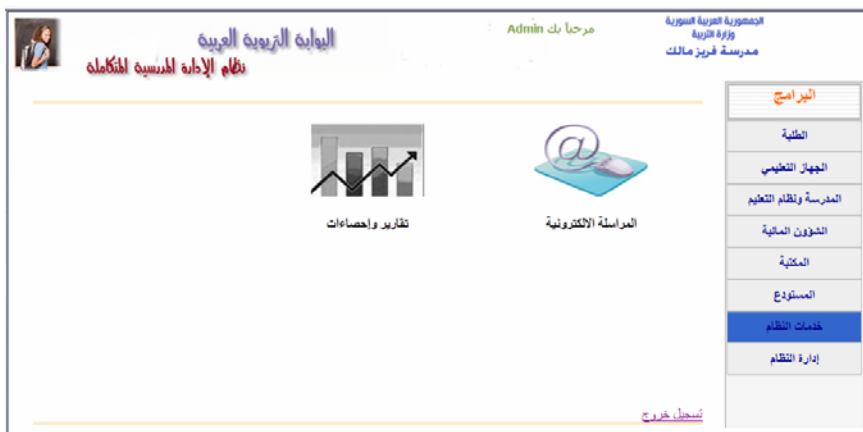 الجمهورية العربية السورية
وزارة التربية
مدرسة فريز مالك
مرحباً بك Admin
البوابة التربوية العربية
نظام الإدارة المدرسية المتكاملة
البرامج
الطلبة
الجهاز التعليمي
المدرسة ونظام التعليم
الشؤون المالية
المكتبة
المستودع
خدمات النظام
إدارة النظام
المراسلة الالكترونية
تقارير وإحصاءات
تسجيل خروج